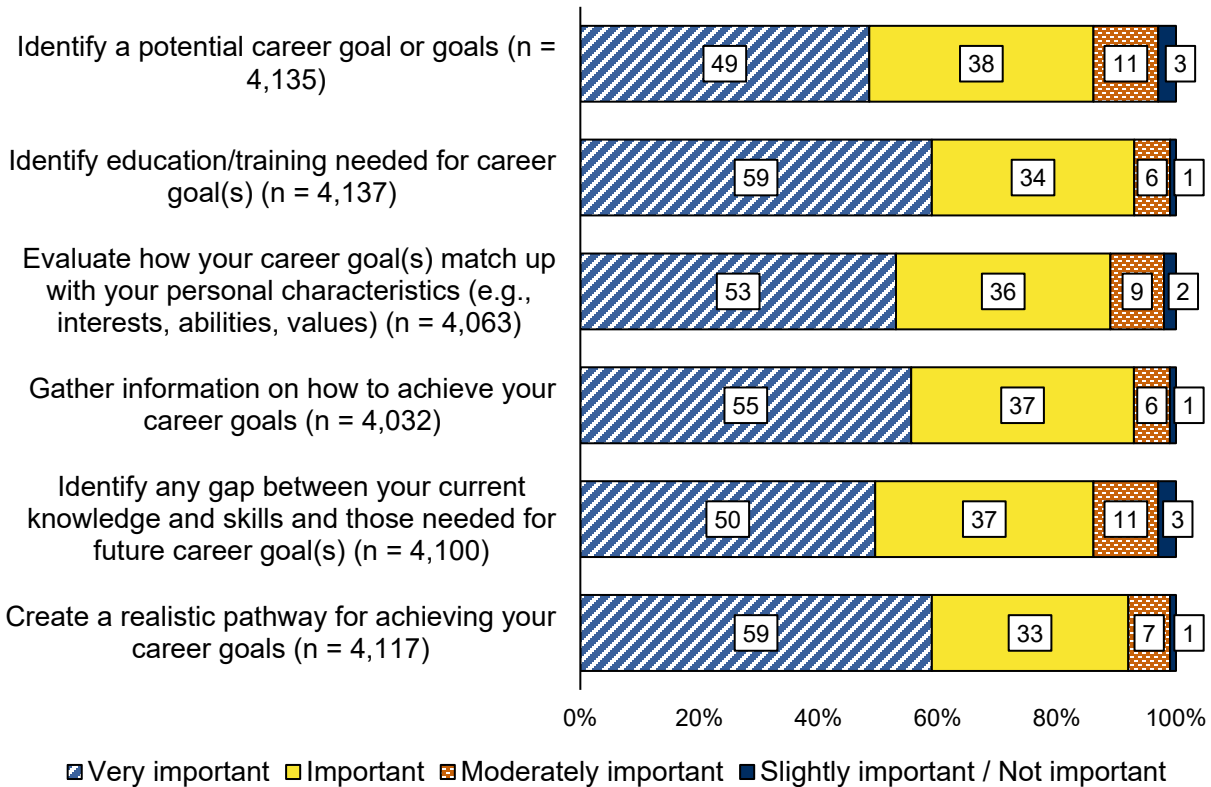 Identify a potential career goal or goals (n =
4,135)
49
38
11
3
Identify education/training needed for career
goal(s) (n = 4,137)
59
34
6
1
Evaluate how your career goal(s) match up
with your personal characteristics (e.g.,
interests, abilities, values) (n = 4,063)
53
36
9
2
Gather information on how to achieve your
career goals (n = 4,032)
55
37
6
1
Identify any gap between your current
knowledge and skills and those needed for
future career goal(s) (n = 4,100)
50
37
11
3
Create a realistic pathway for achieving your
career goals (n = 4,117)
59
33
7
1
0% 20% 40% 60% 80% 100%
Very important Important Moderately important Slightly important / Not important